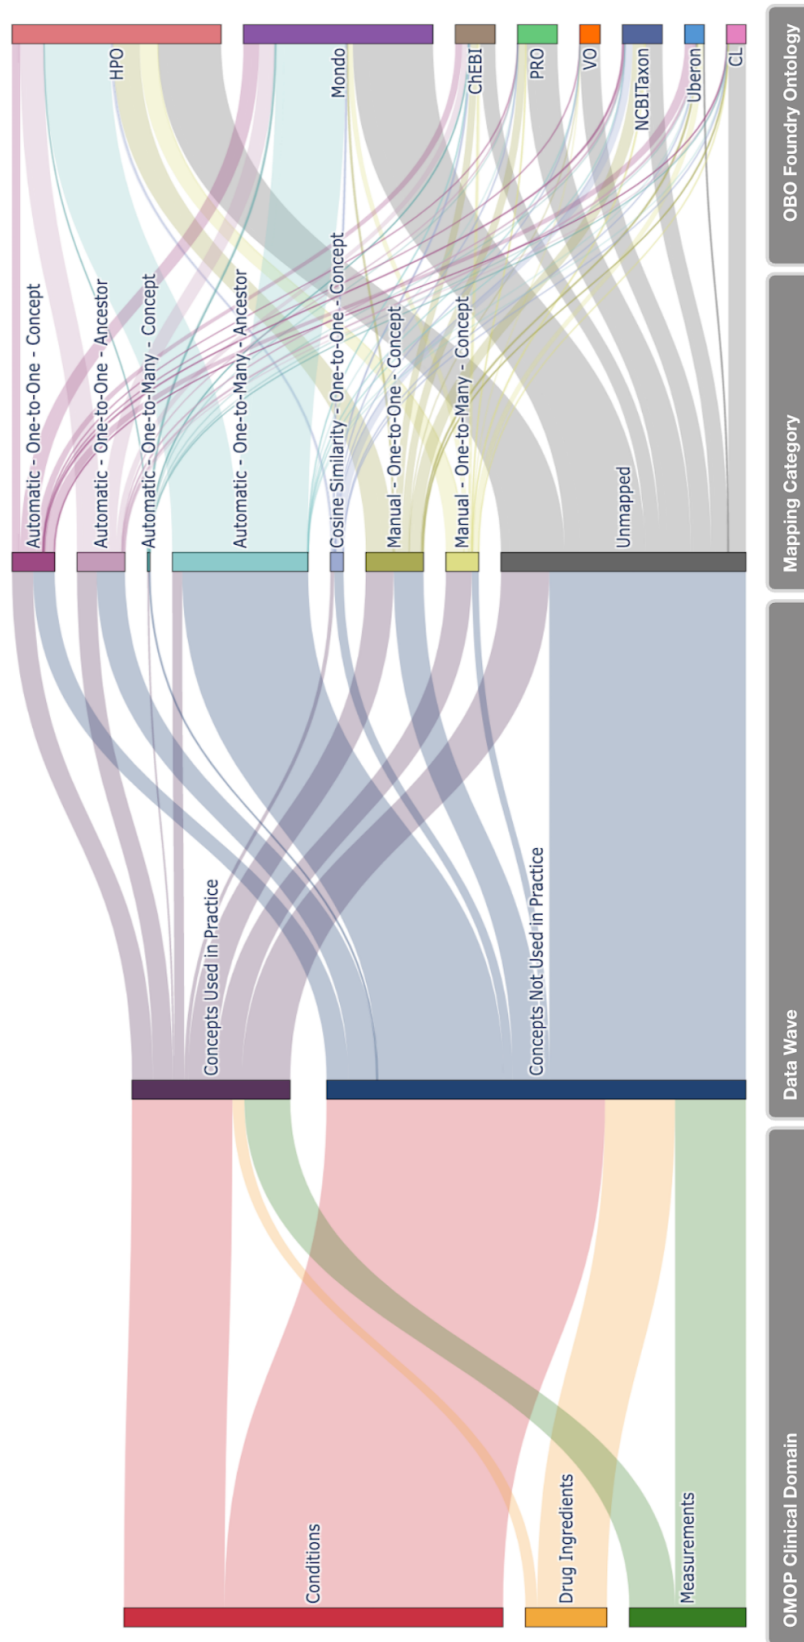 HPO
Mondo
ChEBI
PRO
VO
NCBITaxon
Uberon
CL
OBO Foundry Ontology
Automatic - One-to-One - Concept
Automatic - One-to-One - Ancestor
Automatic - One-to-Many - Concept
Automatic - One-to-Many - Ancestor
Cosine Similarity - One-to-One - Concept
Manual - One-to-One - Concept
Manual - One-to-Many - Concept
Unmapped
Mapping Category
Concepts Used in Practice
Concepts Not Used in Practice
Data Wave
Conditions
Drug Ingredients
Measurements
OMOP Clinical Domain